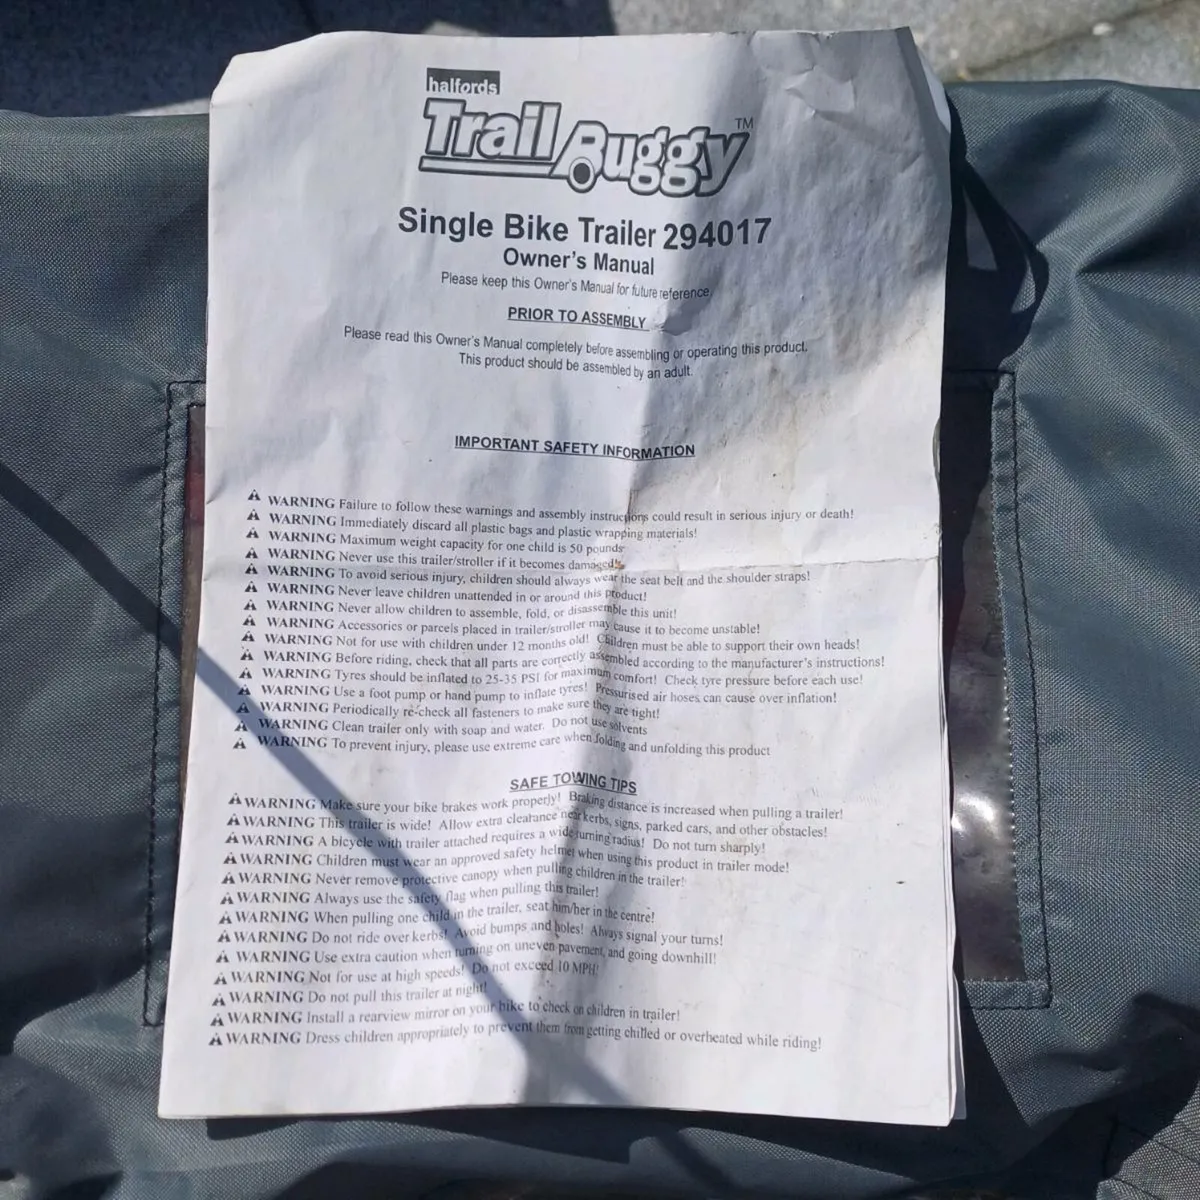 halfords
Trail Buggy™
Single Bike Trailer 294017
Owner's Manual
Please keep this Owner's Manual for future reference.
PRIOR TO ASSEMBLY
Please read this Owner's Manual completely before assembling or operating this product.
This product should be assembled by an adult.
IMPORTANT SAFETY INFORMATION
⚠ WARNING Failure to follow these warnings and assembly instructions could result in serious injury or death!
⚠ WARNING Immediately discard all plastic bags and plastic wrapping materials!
⚠ WARNING Maximum weight capacity for one child is 50 pounds
⚠ WARNING Never use this trailer/stroller if it becomes damaged!
⚠ WARNING To avoid serious injury, children should always wear the seat belt and the shoulder straps!
⚠ WARNING Never leave children unattended in or around this product!
⚠ WARNING Never allow children to assemble, fold, or disassemble this unit!
⚠ WARNING Accessories or parcels placed in trailer/stroller may cause it to become unstable!
⚠ WARNING Not for use with children under 12 months old! Children must be able to support their own heads!
⚠ WARNING Before riding, check that all parts are correctly assembled according to the manufacturer's instructions!
⚠ WARNING Tyres should be inflated to 25-35 PSI for maximum comfort! Check tyre pressure before each use!
⚠ WARNING Use a foot pump or hand pump to inflate tyres! Pressurised air hoses can cause over inflation!
⚠ WARNING Periodically re-check all fasteners to make sure they are tight!
⚠ WARNING Clean trailer only with soap and water. Do not use solvents
⚠ WARNING To prevent injury, please use extreme care when folding and unfolding this product
SAFE TOWING TIPS
⚠ WARNING Make sure your bike brakes work properly! Braking distance is increased when pulling a trailer!
⚠ WARNING This trailer is wide! Allow extra clearance near kerbs, signs, parked cars, and other obstacles!
⚠ WARNING A bicycle with trailer attached requires a wide turning radius! Do not turn sharply!
⚠ WARNING Children must wear an approved safety helmet when using this product in trailer mode!
⚠ WARNING Never remove protective canopy when pulling children in the trailer!
⚠ WARNING Always use the safety flag when pulling this trailer!
⚠ WARNING When pulling one child in the trailer, seat him/her in the centre!
⚠ WARNING Do not ride over kerbs! Avoid bumps and holes! Always signal your turns!
⚠ WARNING Use extra caution when turning on uneven pavement, and going downhill!
⚠ WARNING Not for use at high speeds! Do not exceed 10 MPH!
⚠ WARNING Do not pull this trailer at night!
⚠ WARNING Install a rearview mirror on your bike to check on children in trailer!
⚠ WARNING Dress children appropriately to prevent them from getting chilled or overheated while riding!